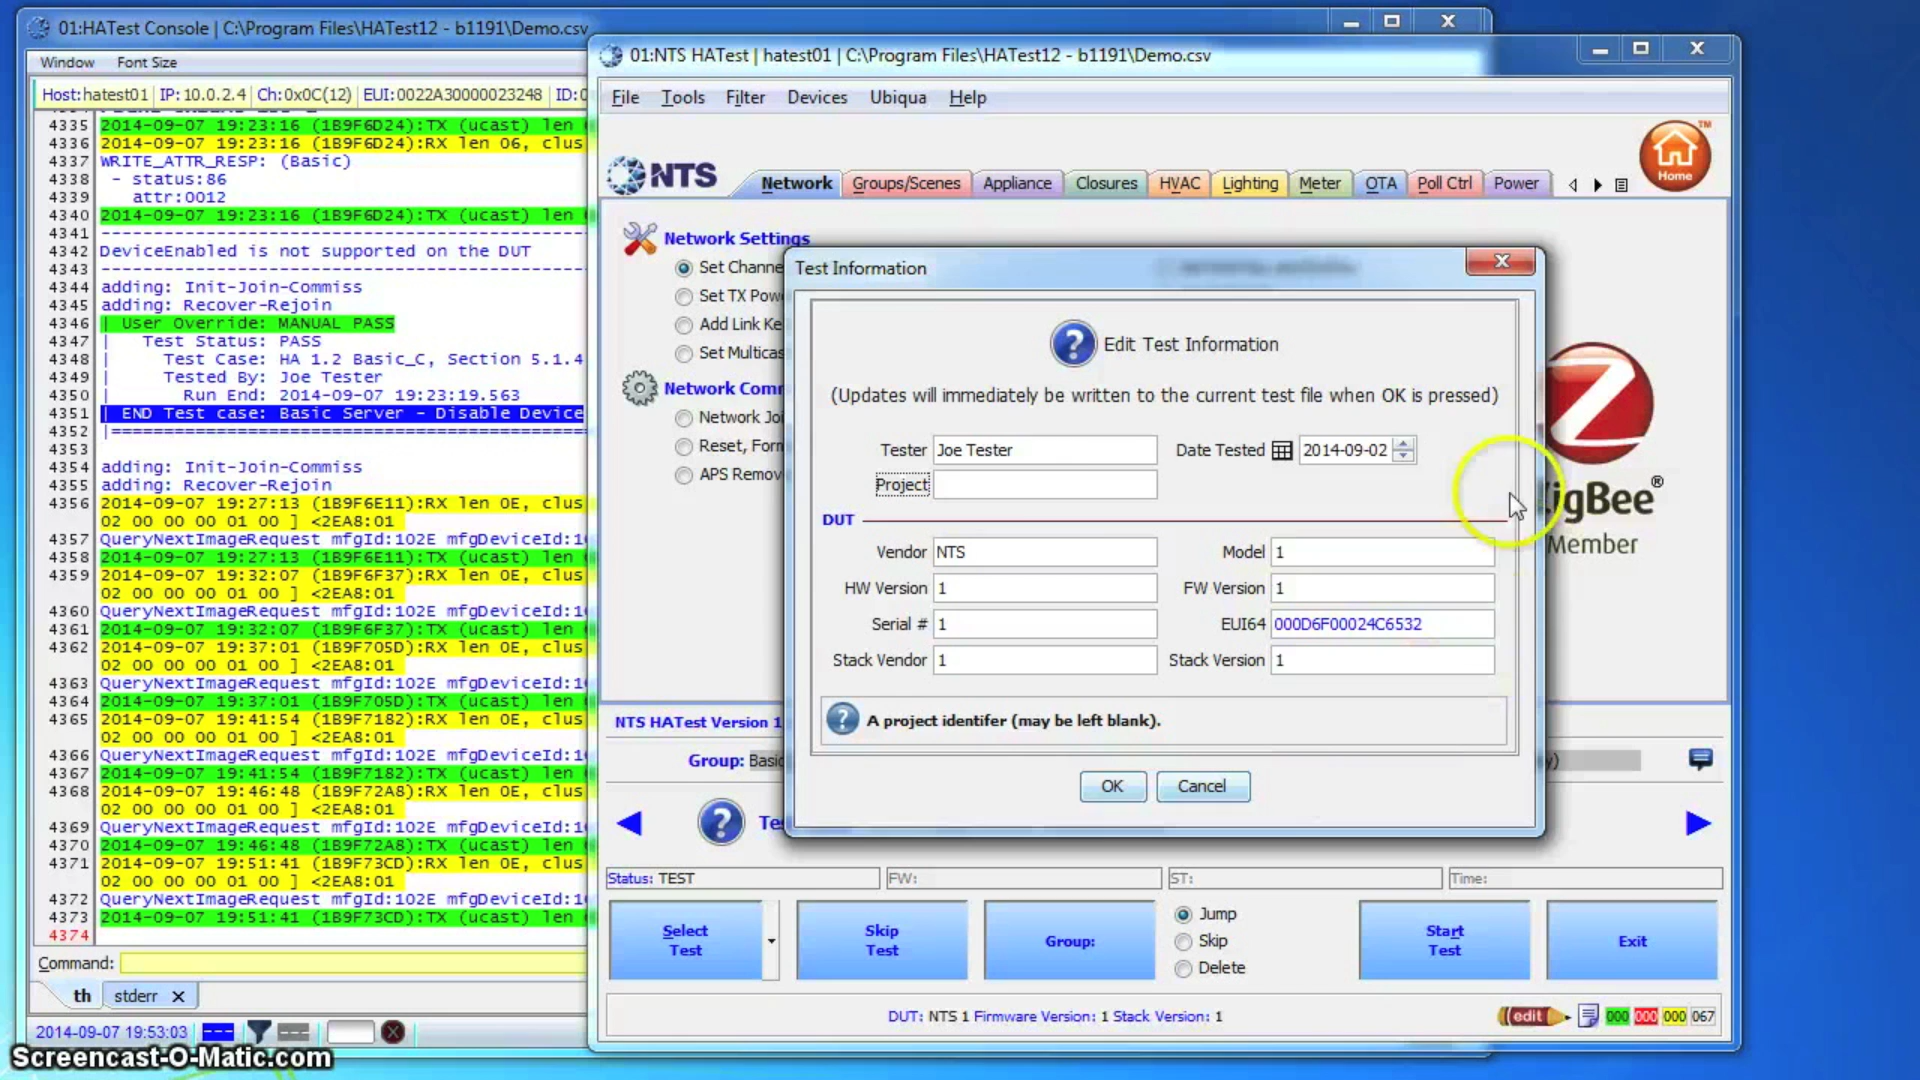 01:HATest Console | C:\Program Files\HATest12 - b1191\Demo.csv
Window Font Size
Host:hatest01 IP:10.0.2.4 Ch:0x0C(12) EUI:0022A30000023248 ID:0
4335 2014-09-07 19:23:16 (1B9F6D24):TX (ucast) len
4336 2014-09-07 19:23:16 (1B9F6D24):RX len 06, clus
4337 WRITE_ATTR_RESP: (Basic)
4338 - status:86
4339 attr:0012
4340 2014-09-07 19:23:16 (1B9F6D24):TX (ucast) len
4341 ----------------------------------------
4342 DeviceEnabled is not supported on the DUT
4343 ----------------------------------------
4344 adding: Init-Join-Commiss
4345 adding: Recover-Rejoin
4346 | User Override: MANUAL PASS
4347 | Test Status: PASS
4348 | Test Case: HA 1.2 Basic_C, Section 5.1.4
4349 | Tested By: Joe Tester
4350 | Run End: 2014-09-07 19:23:19.563
4351 | END Test case: Basic Server - Disable Device
4352 |========================================
4353
4354 adding: Init-Join-Commiss
4355 adding: Recover-Rejoin
4356 2014-09-07 19:27:13 (1B9F6E11):RX len 0E, clus
02 00 00 00 01 00 ] <2EA8:01
4357 QueryNextImageRequest mfgId:102E mfgDeviceId:1
4358 2014-09-07 19:27:13 (1B9F6E11):TX (ucast) len
4359 2014-09-07 19:32:07 (1B9F6F37):RX len 0E, clus
02 00 00 00 01 00 ] <2EA8:01
4360 QueryNextImageRequest mfgId:102E mfgDeviceId:1
4361 2014-09-07 19:32:07 (1B9F6F37):TX (ucast) len
4362 2014-09-07 19:37:01 (1B9F705D):RX len 0E, clus
02 00 00 00 01 00 ] <2EA8:01
4363 QueryNextImageRequest mfgId:102E mfgDeviceId:1
4364 2014-09-07 19:37:01 (1B9F705D):TX (ucast) len
4365 2014-09-07 19:41:54 (1B9F7182):RX len 0E, clus
02 00 00 00 01 00 ] <2EA8:01
4366 QueryNextImageRequest mfgId:102E mfgDeviceId:1
4367 2014-09-07 19:41:54 (1B9F7182):TX (ucast) len
4368 2014-09-07 19:46:48 (1B9F72A8):RX len 0E, clus
02 00 00 00 01 00 ] <2EA8:01
4369 QueryNextImageRequest mfgId:102E mfgDeviceId:1
4370 2014-09-07 19:46:48 (1B9F72A8):TX (ucast) len
4371 2014-09-07 19:51:41 (1B9F73CD):RX len 0E, clus
02 00 00 00 01 00 ] <2EA8:01
4372 QueryNextImageRequest mfgId:102E mfgDeviceId:1
4373 2014-09-07 19:51:41 (1B9F73CD):TX (ucast) len
4374
Command:
th stderr
2014-09-07 19:53:03
Screencast-O-Matic.com
01:NTS HATest | hatest01 | C:\Program Files\HATest12 - b1191\Demo.csv
File Tools Filter Devices Ubiqua Help
NTS Network Groups/Scenes Appliance Closures HVAC Lighting Meter OTA Poll Ctrl Power
TM
Home
Network Settings
Set Channe
Set TX Pow
Add Link Ke
Set Multicas
Network Com
Network Joi
Reset, Form
APS Remov
Test Information
Edit Test Information
(Updates will immediately be written to the current test file when OK is pressed)
Tester Joe Tester Date Tested 2014-09-02
Project
DUT
Vendor NTS Model 1
HW Version 1 FW Version 1
Serial # 1 EUI64 000D6F00024C6532
Stack Vendor 1 Stack Version 1
A project identifer (may be left blank).
OK Cancel
igBee®
Member
NTS HATest Version 1
Group: Basic y)
Te
Status: TEST FW: ST: Time:
Select Test
Skip Test
Group:
Jump
Skip
Delete
Start Test
Exit
DUT: NTS 1 Firmware Version: 1 Stack Version: 1
edit 000 000 000 067